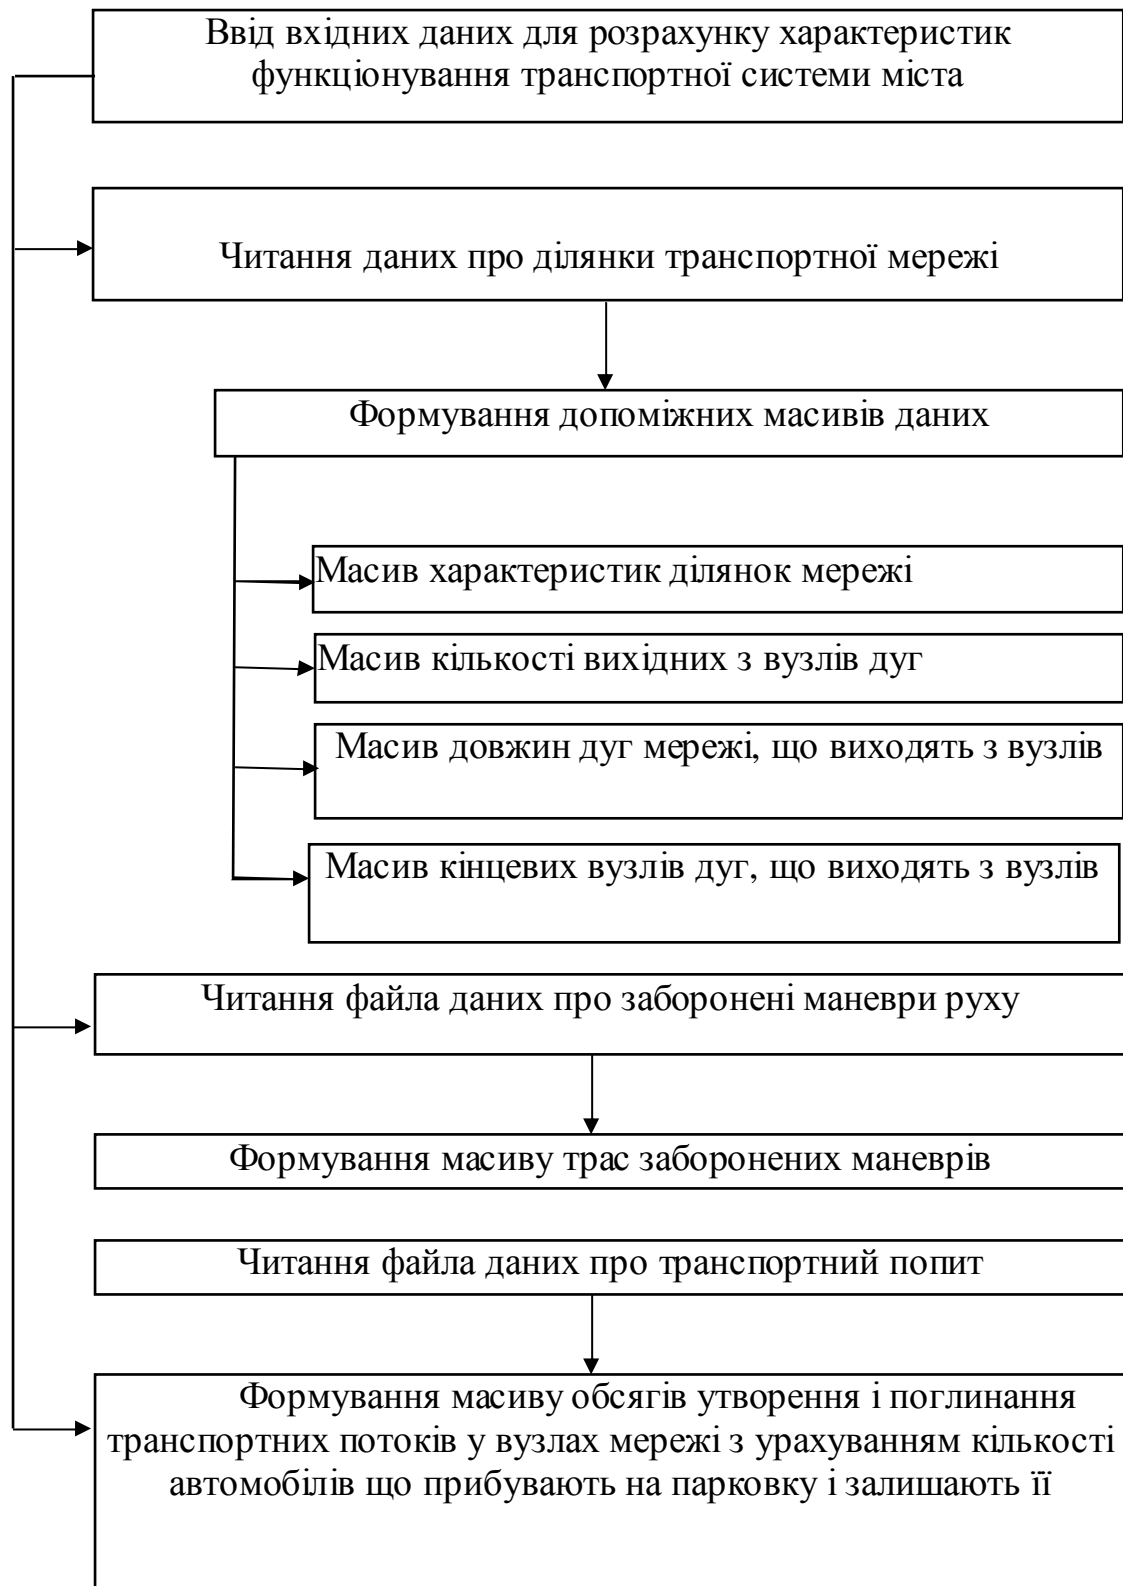 Ввід вхідних даних для розрахунку характеристик
функціонування транспортної системи міста
Читання даних про ділянки транспортної мережі
Формування допоміжних масивів даних
Масив характеристик ділянок мережі
Масив кількості вихідних з вузлів дуг
Масив довжин дуг мережі, що виходять з вузлів
Масив кінцевих вузлів дуг, що виходять з вузлів
Читання файла даних про заборонені маневри руху
Формування масиву трас заборонених маневрів
Читання файла даних про транспортний попит
Формування масиву обсягів утворення і поглинання
транспортних потоків у вузлах мережі з урахуванням кількості
автомобілів що прибувають на парковку і залишають її